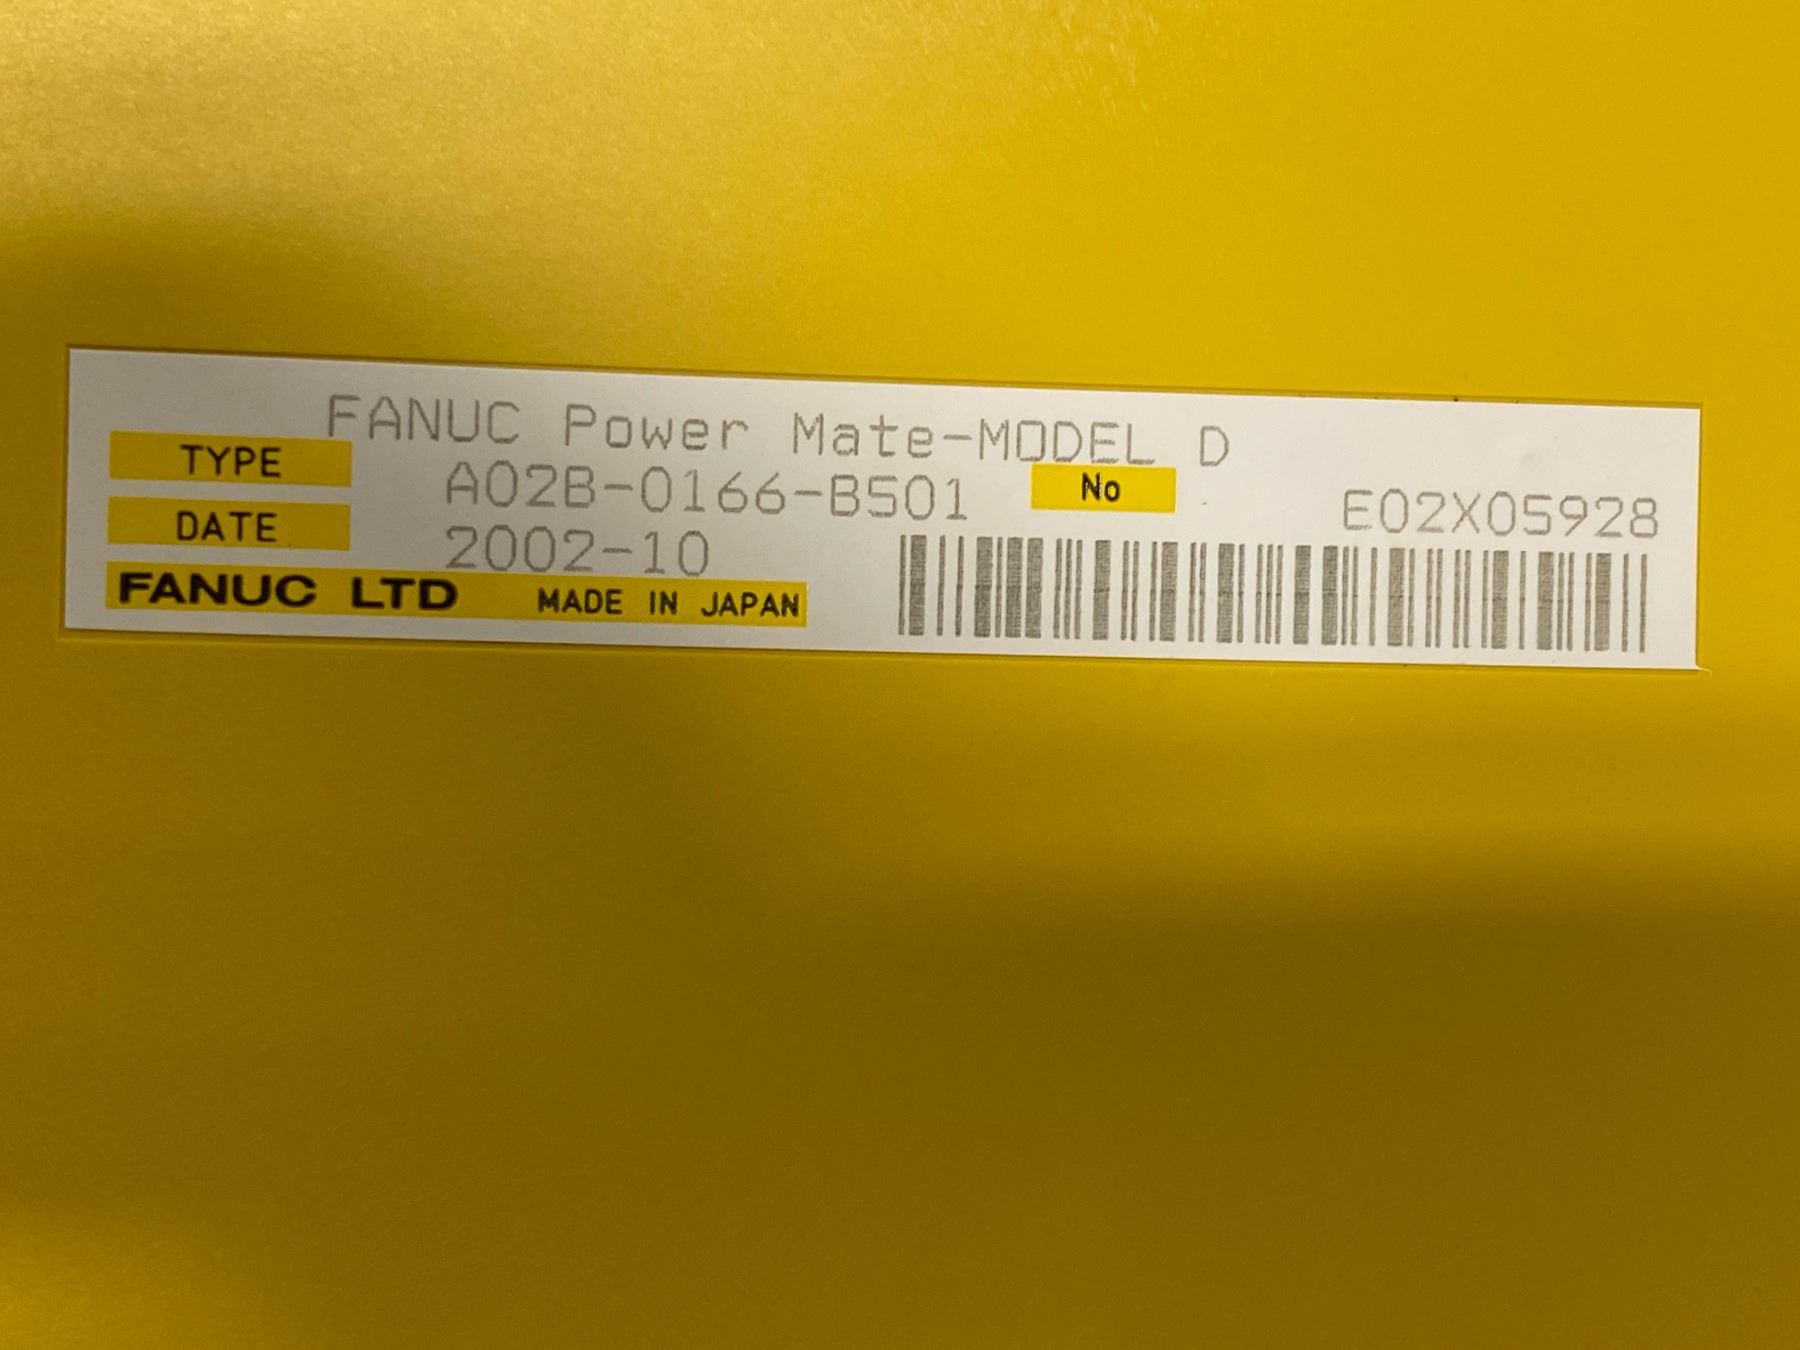 FANUC Power Mate-MODEL D
TYPE A02B-0166-B501 No E02X05928
DATE 2002-10
FANUC LTD MADE IN JAPAN